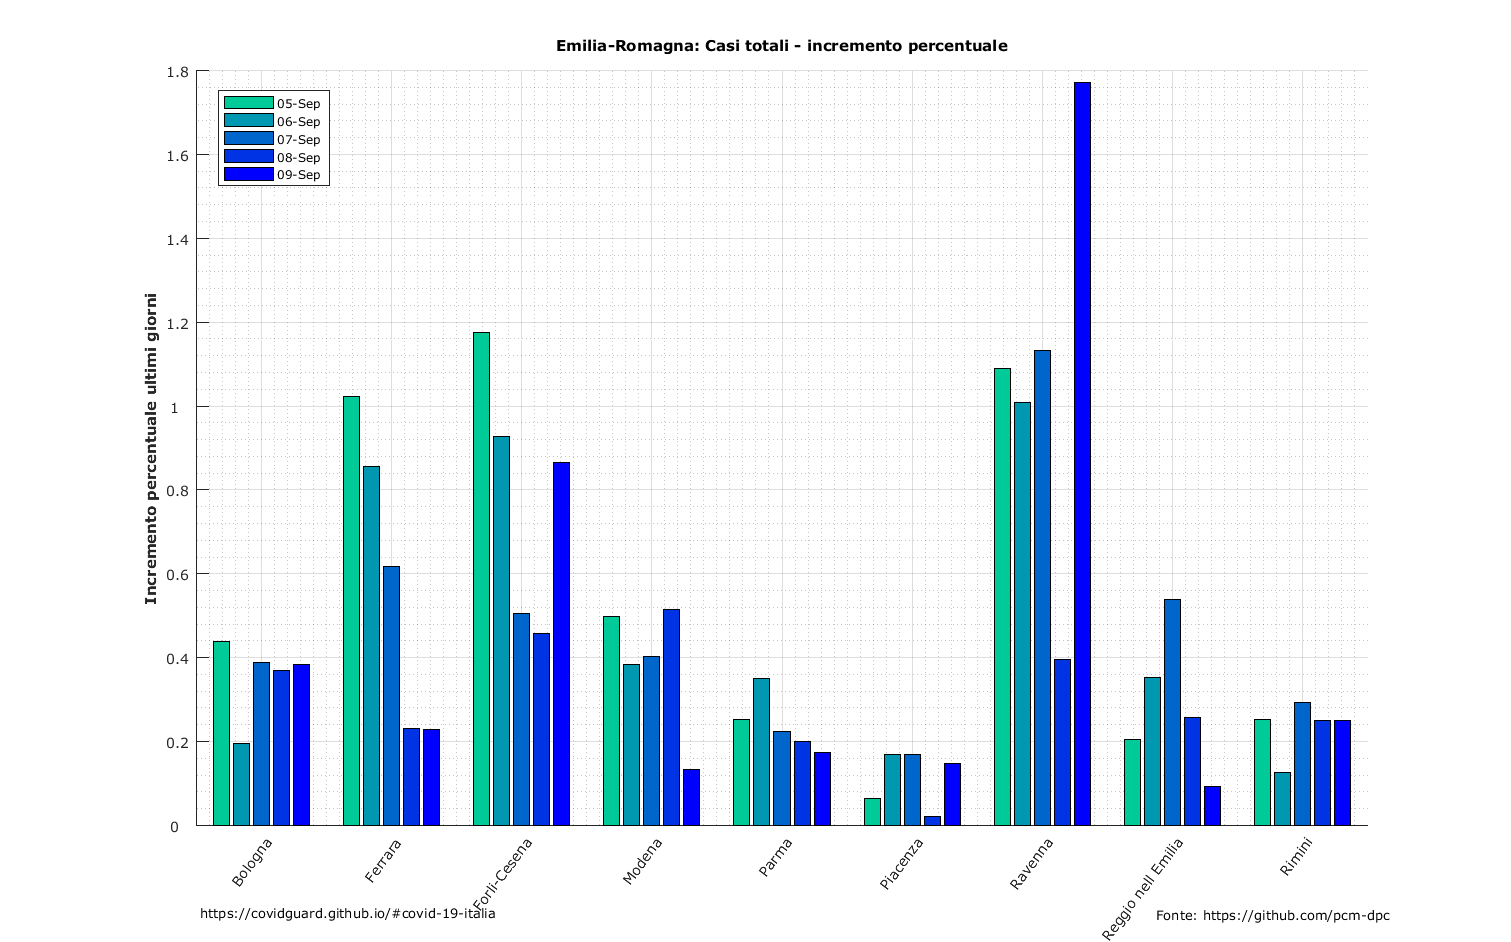 Emilia-Romagna: Casi totali - incremento percentuale
Incremento percentuale ultimi giorni
1.8
1.6
1.4
1.2
1
0.8
0.6
0.4
0.2
0
05-Sep
06-Sep
07-Sep
08-Sep
09-Sep
Bologna
Ferrara
Forlì-Cesena
Modena
Parma
Piacenza
Ravenna
Reggio nell Emilia
Rimini
https://covidguard.github.io/#covid-19-italia
Fonte: https://github.com/pcm-dpc